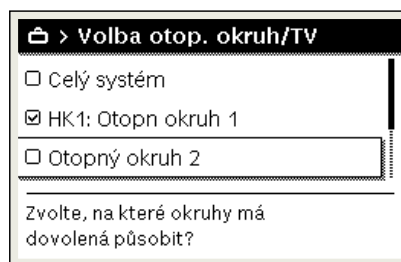 > Volba otop. okruh/TV
Celý systém
HK1: Otopn okruh 1
Otopný okruh 2
Zvolte, na které okruhy má
dovolená působit?